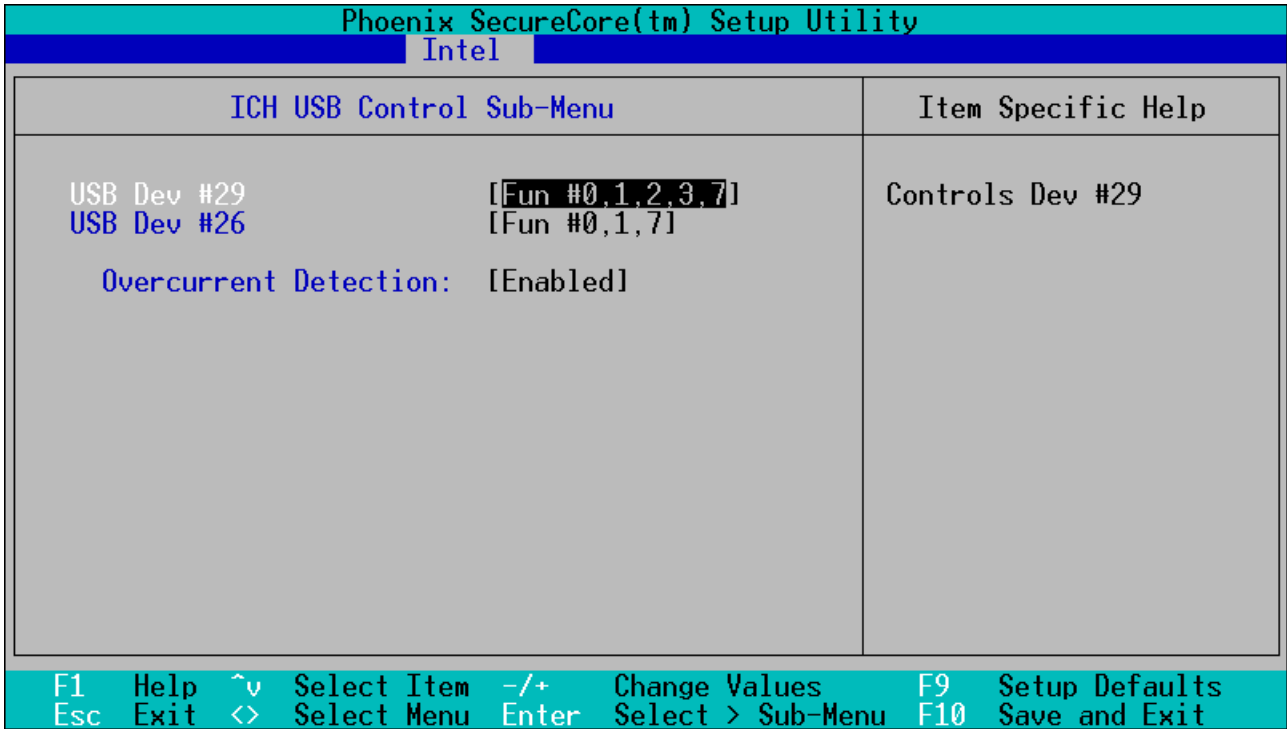 Phoenix SecureCore(tm) Setup Utility
Intel
ICH USB Control Sub-Menu
Item Specific Help
USB Dev #29 [Fun #0,1,2,3,7]
Controls Dev #29
USB Dev #26 [Fun #0,1,7]
Overcurrent Detection: [Enabled]
F1 Help ^v Select Item -/+ Change Values F9 Setup Defaults
Esc Exit <> Select Menu Enter Select > Sub-Menu F10 Save and Exit